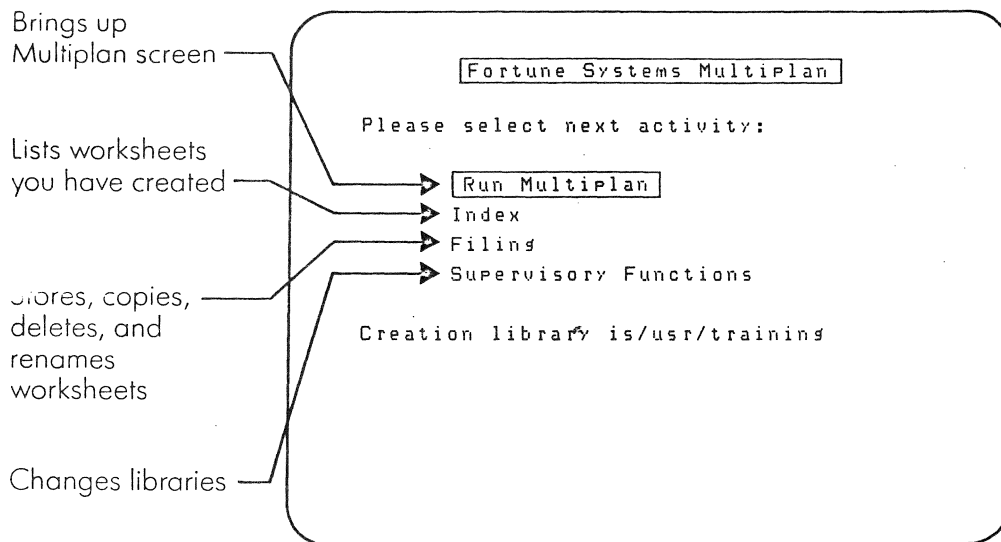 Brings up
Multiplan screen
Lists worksheets
you have created
Stores, copies,
deletes, and
renames
worksheets
Changes libraries
Fortune Systems Multiplan
Please select next activity:
Run Multiplan
Index
Filing
Supervisory Functions
Creation library is/usr/training